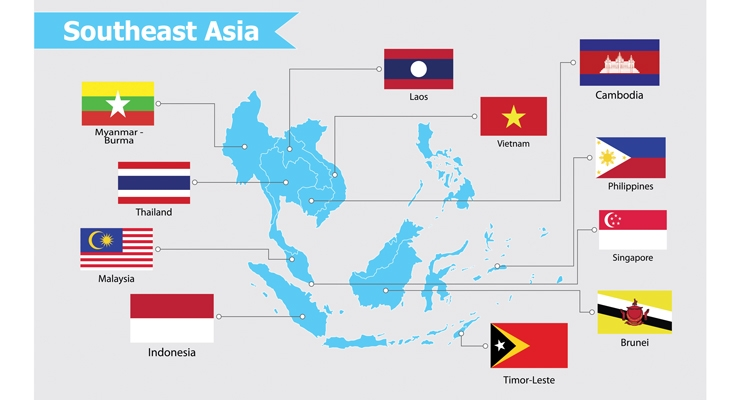 Southeast Asia
Laos
Cambodia
Myanmar -
Burma
Vietnam
Thailand
Philippines
Malaysia
Singapore
Indonesia
Brunei
Timor-Leste